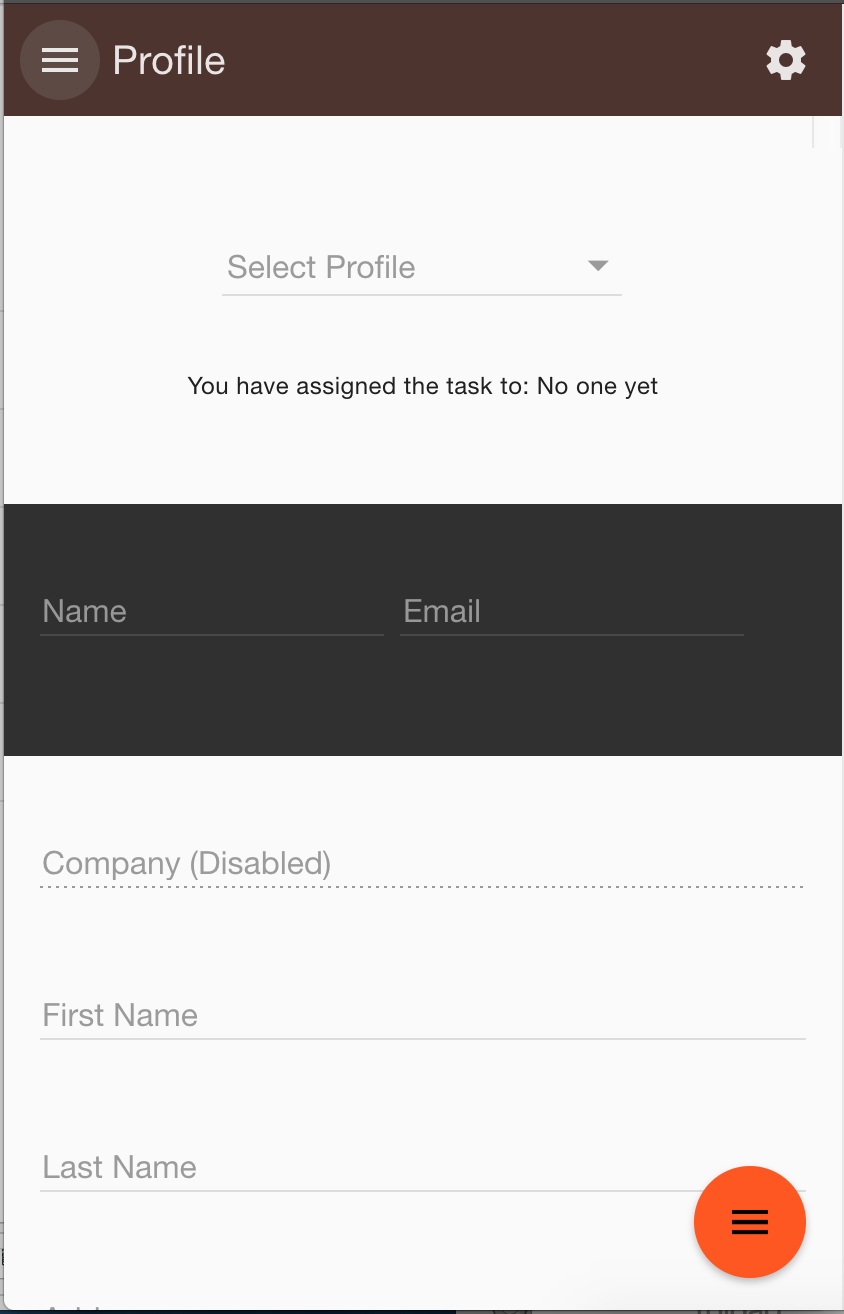 Profile
Select Profile
You have assigned the task to: No one yet
Name
Email
Company (Disabled)
First Name
Last Name